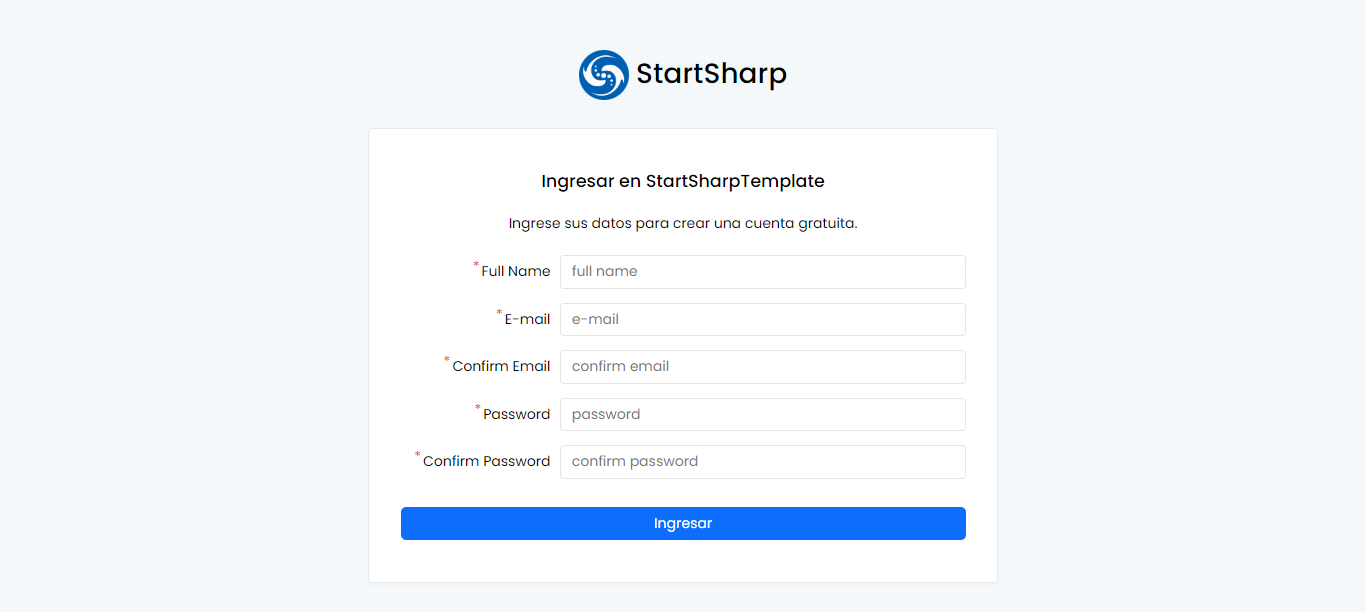 StartSharp
Ingresar en StartSharpTemplate
Ingrese sus datos para crear una cuenta gratuita.
*Full Name full name
*E-mail e-mail
*Confirm Email confirm email
*Password password
*Confirm Password confirm password
Ingresar